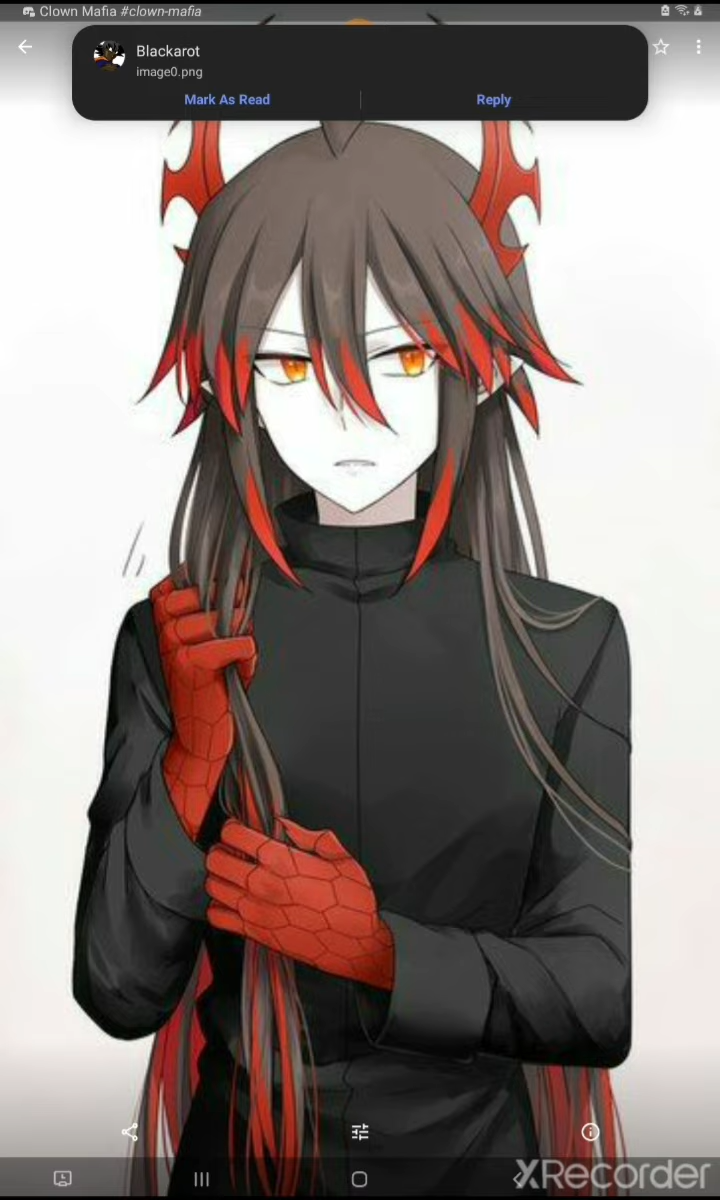 Clown Mafia #clown-mafia
Blackarot
image0.png
Mark As Read
Reply
XRecorder